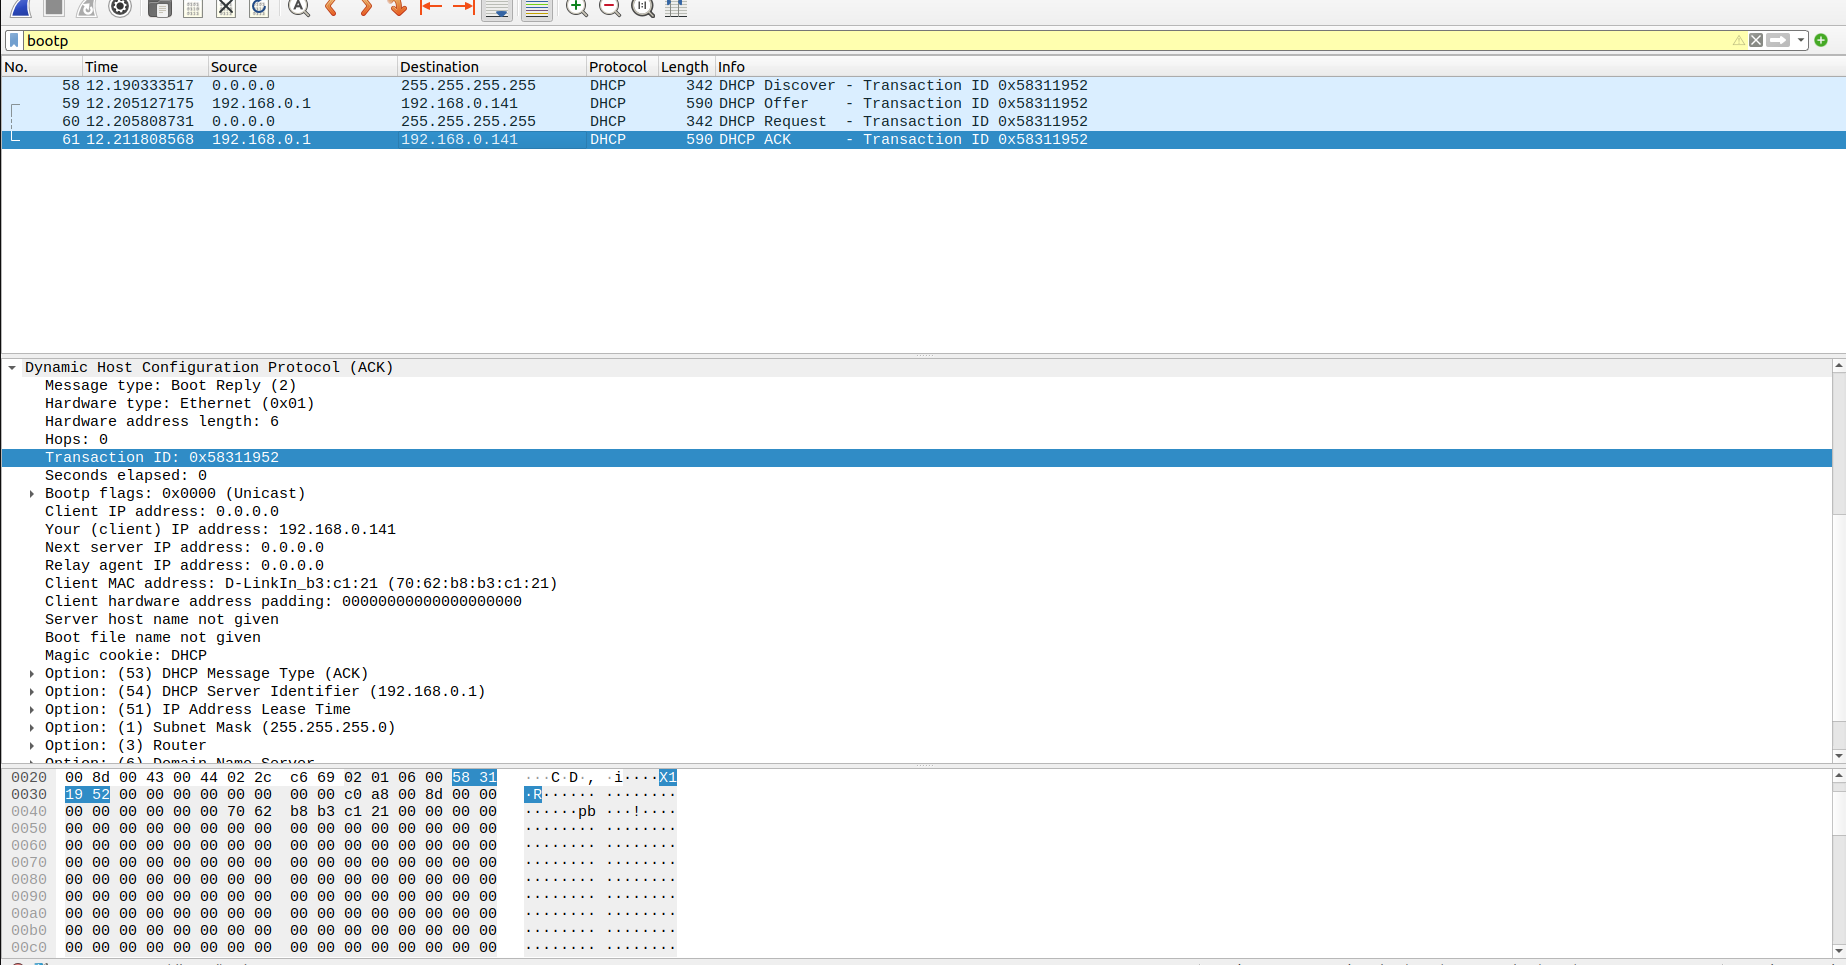 bootp
No. Time Source Destination Protocol Length Info
58 12.190333517 0.0.0.0 255.255.255.255 DHCP 342 DHCP Discover - Transaction ID 0x58311952
59 12.205127175 192.168.0.1 192.168.0.141 DHCP 590 DHCP Offer - Transaction ID 0x58311952
60 12.205808731 0.0.0.0 255.255.255.255 DHCP 342 DHCP Request - Transaction ID 0x58311952
61 12.211808568 192.168.0.1 192.168.0.141 DHCP 590 DHCP ACK - Transaction ID 0x58311952
Dynamic Host Configuration Protocol (ACK)
Message type: Boot Reply (2)
Hardware type: Ethernet (0x01)
Hardware address length: 6
Hops: 0
Transaction ID: 0x58311952
Seconds elapsed: 0
Bootp flags: 0x0000 (Unicast)
Client IP address: 0.0.0.0
Your (client) IP address: 192.168.0.141
Next server IP address: 0.0.0.0
Relay agent IP address: 0.0.0.0
Client MAC address: D-LinkIn_b3:c1:21 (70:62:b8:b3:c1:21)
Client hardware address padding: 00000000000000000000
Server host name not given
Boot file name not given
Magic cookie: DHCP
Option: (53) DHCP Message Type (ACK)
Option: (54) DHCP Server Identifier (192.168.0.1)
Option: (51) IP Address Lease Time
Option: (1) Subnet Mask (255.255.255.0)
Option: (3) Router
Option: (6) Domain Name Server
0020 00 8d 00 43 00 44 02 2c c6 69 02 01 06 00 58 31 ···C·D·, ·i····X1
0030 19 52 00 00 00 00 00 00 00 00 c0 a8 00 8d 00 00 ·R······ ········
0040 00 00 00 00 00 00 70 62 b8 b3 c1 21 00 00 00 00 ······pb ···!····
0050 00 00 00 00 00 00 00 00 00 00 00 00 00 00 00 00 ········ ········
0060 00 00 00 00 00 00 00 00 00 00 00 00 00 00 00 00 ········ ········
0070 00 00 00 00 00 00 00 00 00 00 00 00 00 00 00 00 ········ ········
0080 00 00 00 00 00 00 00 00 00 00 00 00 00 00 00 00 ········ ········
0090 00 00 00 00 00 00 00 00 00 00 00 00 00 00 00 00 ········ ········
00a0 00 00 00 00 00 00 00 00 00 00 00 00 00 00 00 00 ········ ········
00b0 00 00 00 00 00 00 00 00 00 00 00 00 00 00 00 00 ········ ········
00c0 00 00 00 00 00 00 00 00 00 00 00 00 00 00 00 00 ········ ········